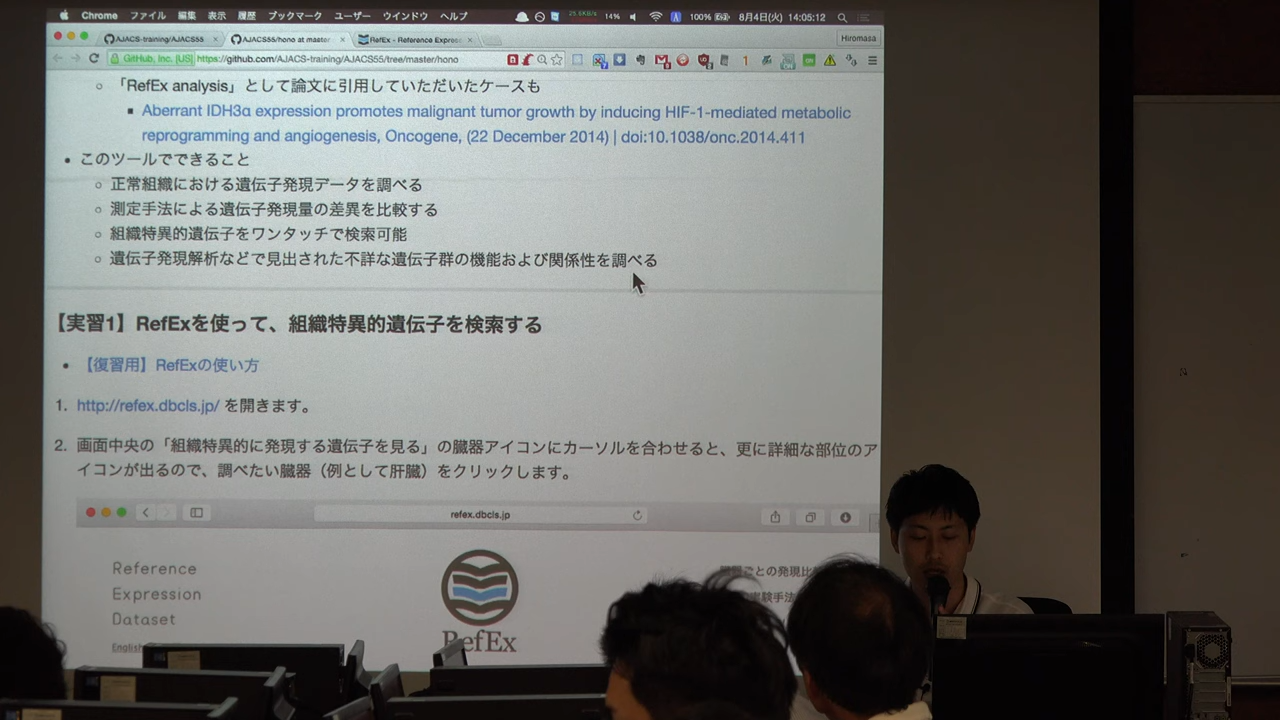 Chrome ファイル 編集 表示 履歴 ブックマーク ユーザー ウインドウ ヘルプ 14% 100% 8月4日(火) 14:05:12
AJACS-training/AJACS55 AJACS55/hono at master RefEx - Reference Express Hiromasa
GitHub, Inc. [US] https://github.com/AJACS-training/AJACS55/tree/master/hono
「RefEx analysis」として論文に引用していただいたケースも
Aberrant IDH3α expression promotes malignant tumor growth by inducing HIF-1-mediated metabolic
reprogramming and angiogenesis, Oncogene, (22 December 2014) | doi:10.1038/onc.2014.411
このツールでできること
正常組織における遺伝子発現データを調べる
測定手法による遺伝子発現量の差異を比較する
組織特異的遺伝子をワンタッチで検索可能
遺伝子発現解析などで見出された不詳な遺伝子群の機能および関係性を調べる
【実習1】RefExを使って、組織特異的遺伝子を検索する
【復習用】RefExの使い方
1. http://refex.dbcls.jp/ を開きます。
2. 画面中央の「組織特異的に発現する遺伝子を見る」の臓器アイコンにカーソルを合わせると、更に詳細な部位のア
イコンが出るので、調べたい臓器（例として肝臓）をクリックします。
refex.dbcls.jp
Reference
Expression
Dataset
English
RefEx
ごとの発現比
実験手法